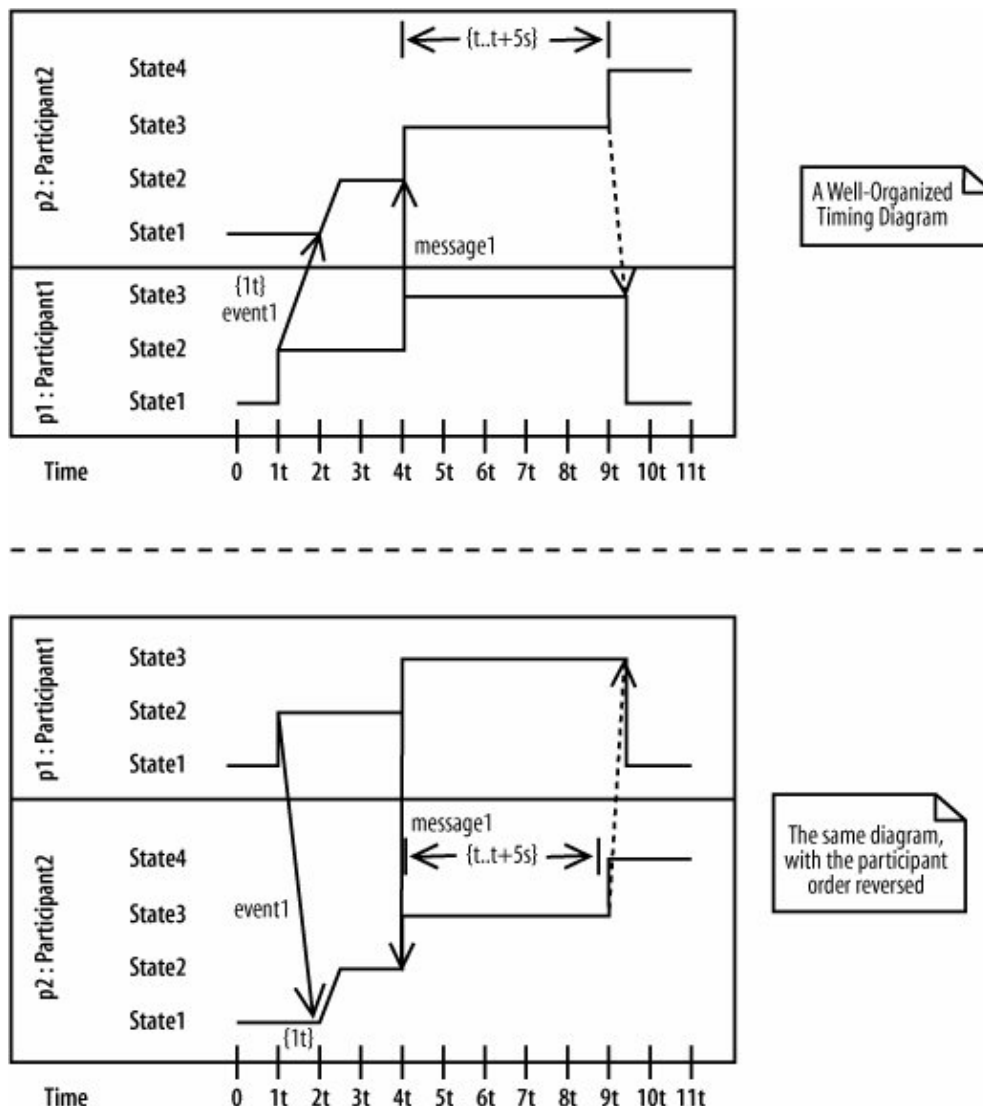 {t..t+5s}
State4
State3
State2
State1
p2 : Participant2
message1
{1t}
event1
State3
State2
State1
p1 : Participant1
Time 0 1t 2t 3t 4t 5t 6t 7t 8t 9t 10t 11t
A Well-Organized
Timing Diagram
p1 : Participant1
State3
State2
State1
p2 : Participant2
message1
{t..t+5s}
State4
State3
event1
State2
State1
{1t}
Time 0 1t 2t 3t 4t 5t 6t 7t 8t 9t 10t 11t
The same diagram,
with the participant
order reversed